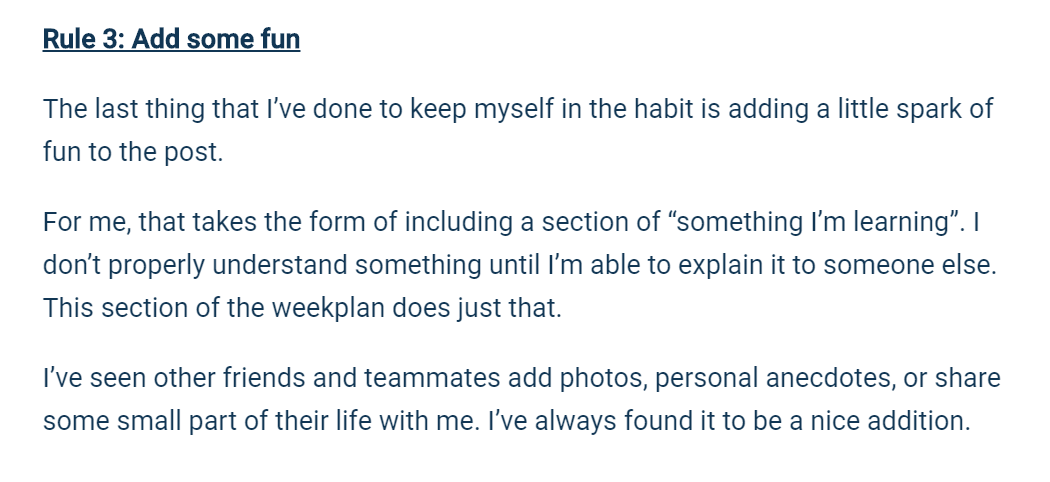 Rule 3: Add some fun
The last thing that I’ve done to keep myself in the habit is adding a little spark of
fun to the post.
For me, that takes the form of including a section of “something I’m learning”. I
don’t properly understand something until I’m able to explain it to someone else.
This section of the weekplan does just that.
I’ve seen other friends and teammates add photos, personal anecdotes, or share
some small part of their life with me. I’ve always found it to be a nice addition.